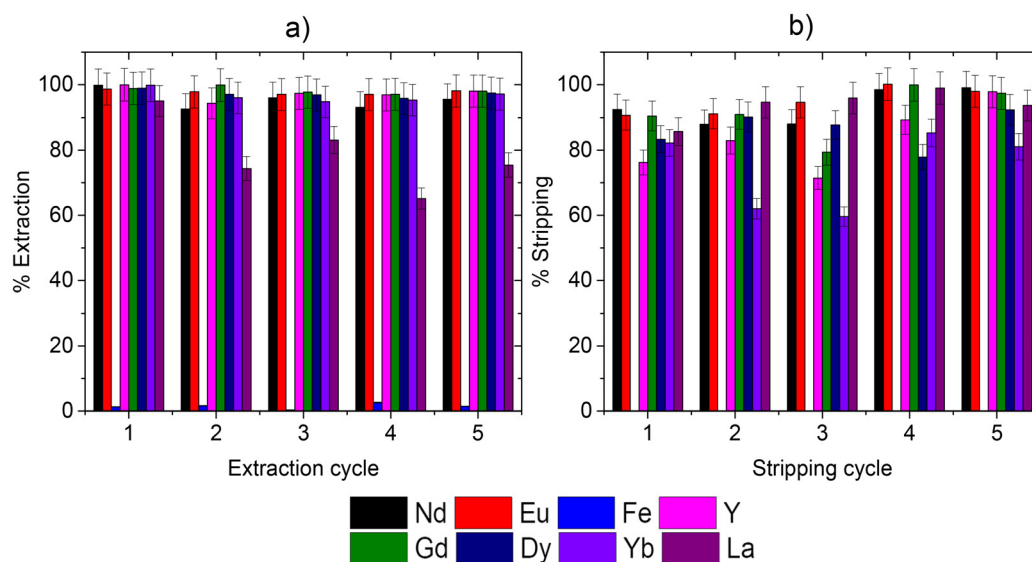 a)
b)
% Extraction
100
80
60
40
20
0
1 2 3 4 5
Extraction cycle
% Stripping
100
80
60
40
20
0
1 2 3 4 5
Stripping cycle
Nd Eu Fe Y
Gd Dy Yb La